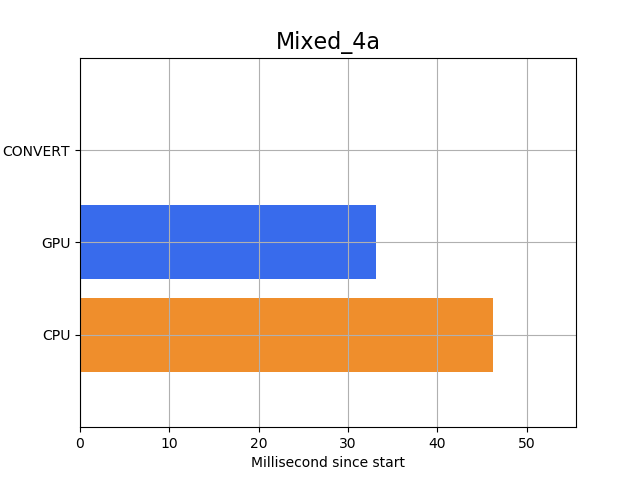 Mixed_4a
CONVERT
GPU
CPU
0 10 20 30 40 50
Millisecond since start